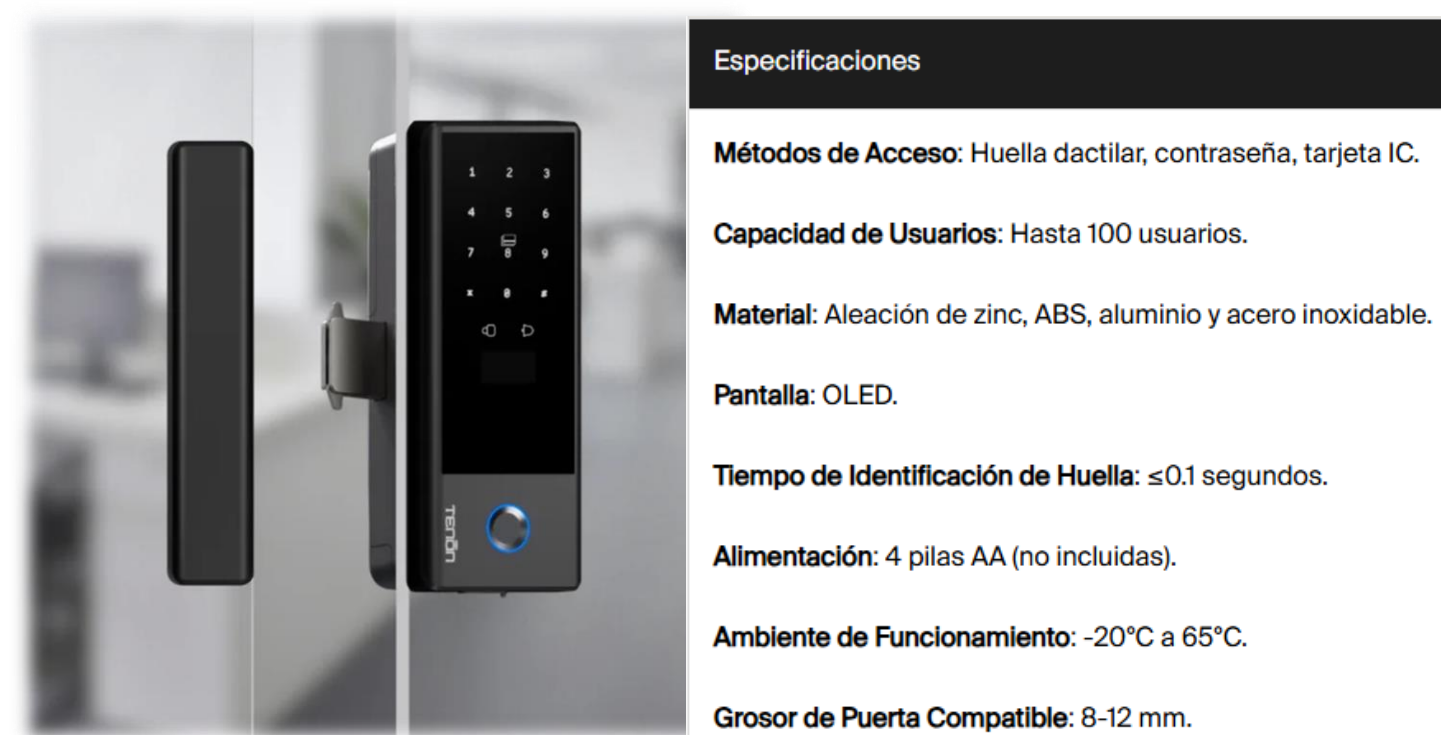 1 2 3
4 5 6
7 8 9
* 0 #
TENON
Especificaciones
Métodos de Acceso: Huella dactilar, contraseña, tarjeta IC.
Capacidad de Usuarios: Hasta 100 usuarios.
Material: Aleación de zinc, ABS, aluminio y acero inoxidable.
Pantalla: OLED.
Tiempo de Identificación de Huella: ≤0.1 segundos.
Alimentación: 4 pilas AA (no incluidas).
Ambiente de Funcionamiento: -20°C a 65°C.
Grosor de Puerta Compatible: 8-12 mm.